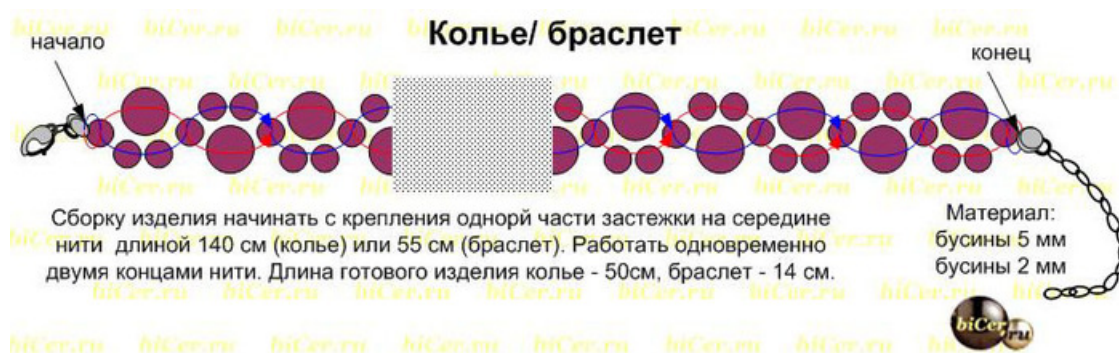 Колье/ браслет
начало
конец
Сборку изделия начинать с крепления однорй части застежки на середине
нити длиной 140 см (колье) или 55 см (браслет). Работать одновременно
двумя концами нити. Длина готового изделия колье - 50см, браслет - 14 см.
Материал:
бусины 5 мм
бусины 2 мм
biCer.ru